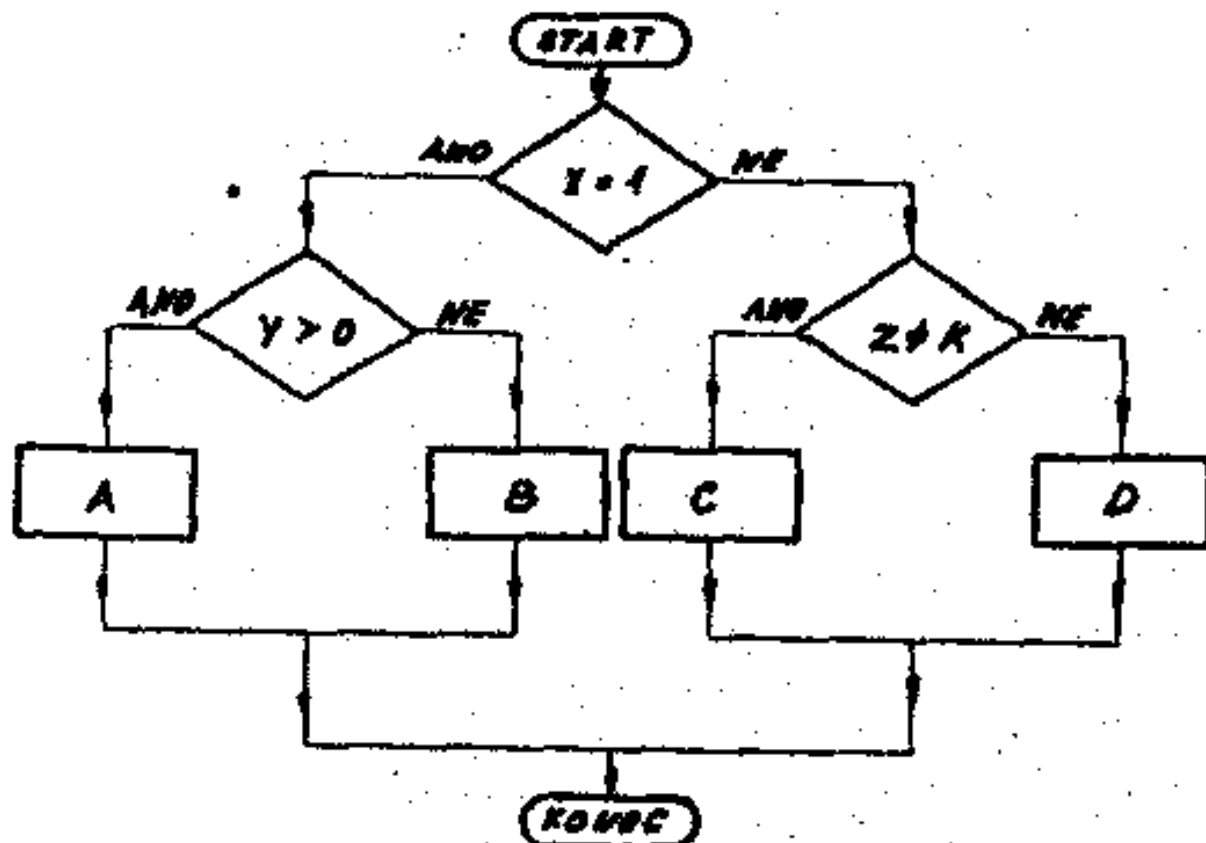 START
ANO
X = 1
NE
ANO
Y > 0
NE
ANO
Z ≠ K
NE
A
B
C
D
KONEC